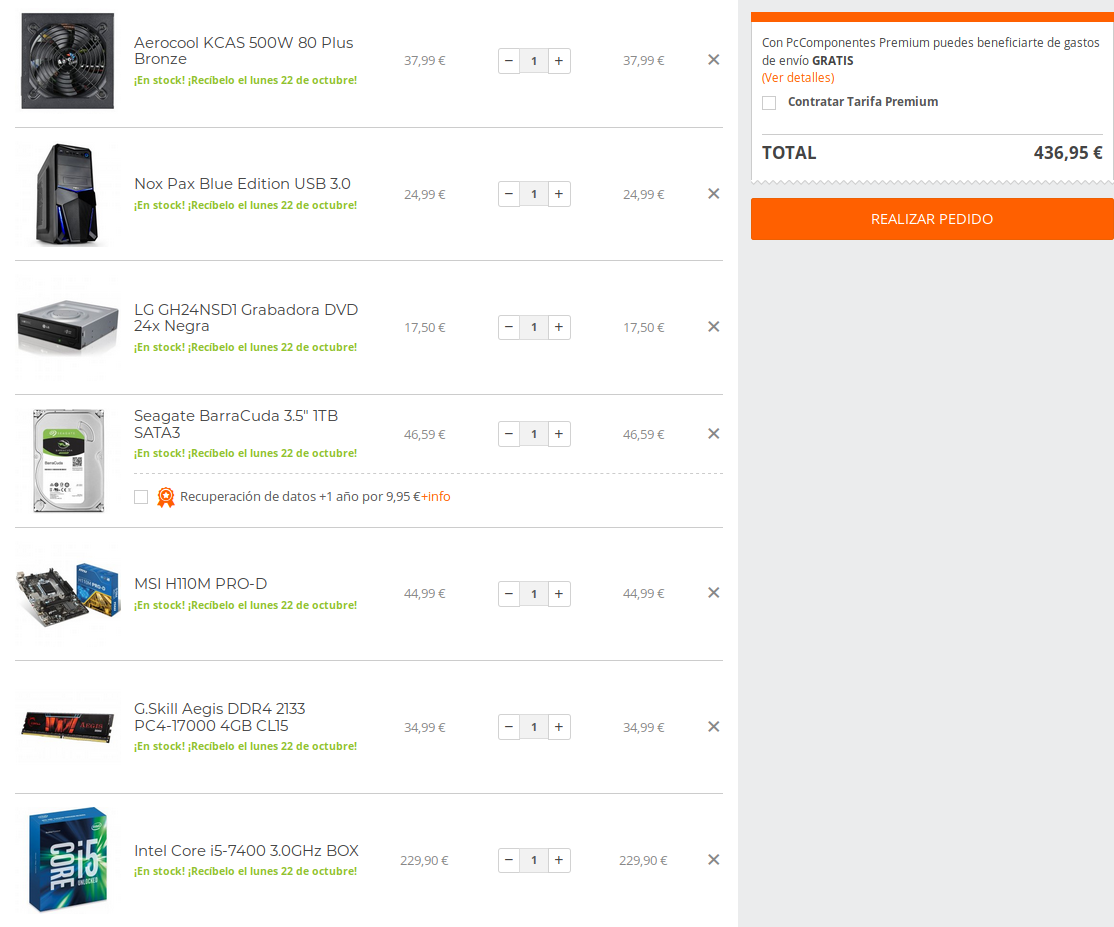 Aerocool KCAS 500W 80 Plus
Bronze
¡En stock! ¡Recíbelo el lunes 22 de octubre!
37,99 €
− 1 +
37,99 €
✕
Nox Pax Blue Edition USB 3.0
¡En stock! ¡Recíbelo el lunes 22 de octubre!
24,99 €
− 1 +
24,99 €
✕
LG GH24NSD1 Grabadora DVD
24x Negra
¡En stock! ¡Recíbelo el lunes 22 de octubre!
17,50 €
− 1 +
17,50 €
✕
Seagate BarraCuda 3.5" 1TB
SATA3
¡En stock! ¡Recíbelo el lunes 22 de octubre!
46,59 €
− 1 +
46,59 €
✕
Recuperación de datos +1 año por 9,95 €+info
BarraCuda
MSI H110M PRO-D
¡En stock! ¡Recíbelo el lunes 22 de octubre!
44,99 €
− 1 +
44,99 €
✕
H110M PRO-D
G.Skill Aegis DDR4 2133
PC4-17000 4GB CL15
¡En stock! ¡Recíbelo el lunes 22 de octubre!
34,99 €
− 1 +
34,99 €
✕
AEGIS
Intel Core i5-7400 3.0GHz BOX
¡En stock! ¡Recíbelo el lunes 22 de octubre!
229,90 €
− 1 +
229,90 €
✕
CORE i5
UNLOCKED
Con PcComponentes Premium puedes beneficiarte de gastos
de envío GRATIS
(Ver detalles)
Contratar Tarifa Premium
TOTAL 436,95 €
REALIZAR PEDIDO